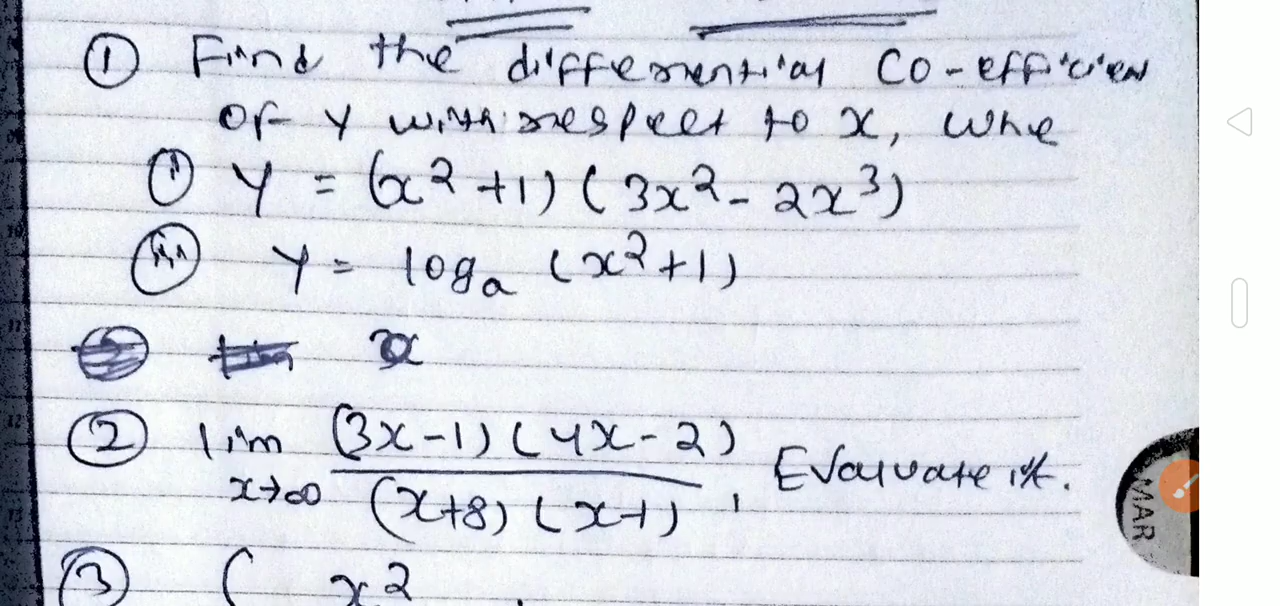 ① Find the differential Co-efficien
of y with respect to x, whe
(i) y = (x² + 1) (3x² - 2x³)
(ii) y = logₐ (x² + 1)
x
② lim (3x-1) (4x-2)
x→∞ (x+8) (x-1) , Evaluate it.
③ ( x²
MAR